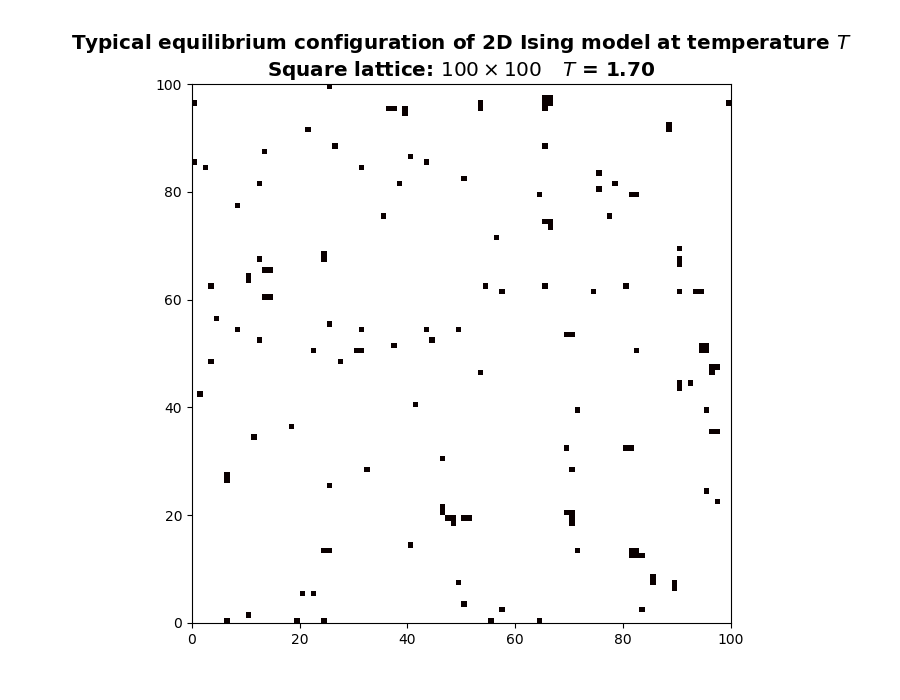 Typical equilibrium configuration of 2D Ising model at temperature T
Square lattice: 100 × 100 T = 1.70
100
80
60
40
20
0
0 20 40 60 80 100